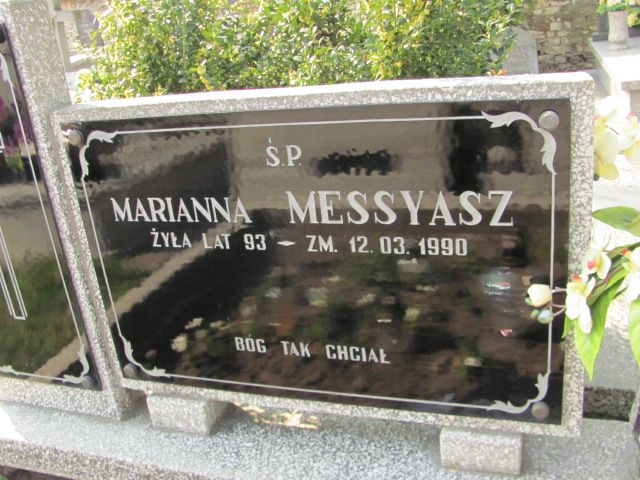 Ś.P.
MARIANNA MESSYASZ
ŻYŁA LAT 93 – ZM. 12.03.1990
BÓG TAK CHCIAŁ